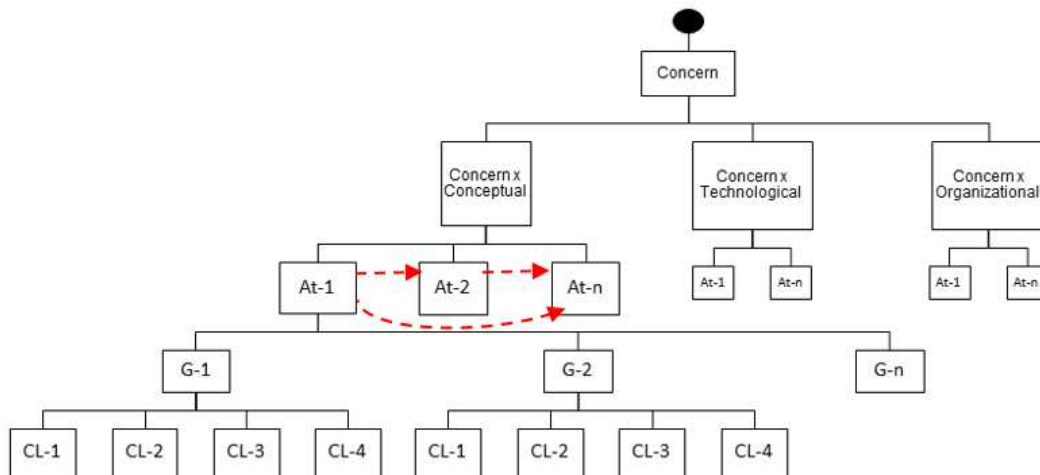 Concern
Concern x
Conceptual
Concern x
Technological
Concern x
Organizational
At-1
At-2
At-n
At-1
At-n
At-1
At-n
G-1
G-2
G-n
CL-1
CL-2
CL-3
CL-4
CL-1
CL-2
CL-3
CL-4